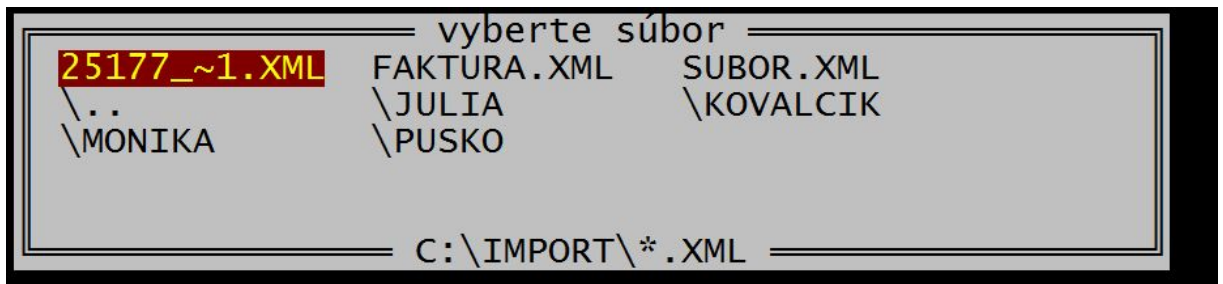 vyberte súbor
25177_~1.XML FAKTURA.XML SUBOR.XML
\.. \JULIA \KOVALCIK
\MONIKA \PUSKO
C:\IMPORT\*.XML